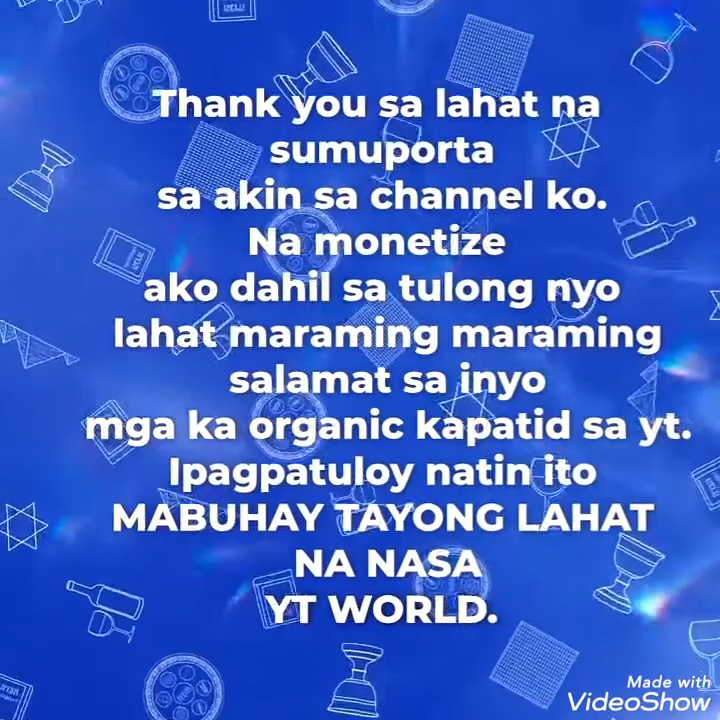 Thank you sa lahat na
sumuporta
sa akin sa channel ko.
Na monetize
ako dahil sa tulong nyo
lahat maraming maraming
salamat sa inyo
mga ka organic kapatid sa yt.
Ipagpatuloy natin ito
MABUHAY TAYONG LAHAT
NA NASA
YT WORLD.
Made with
VideoShow